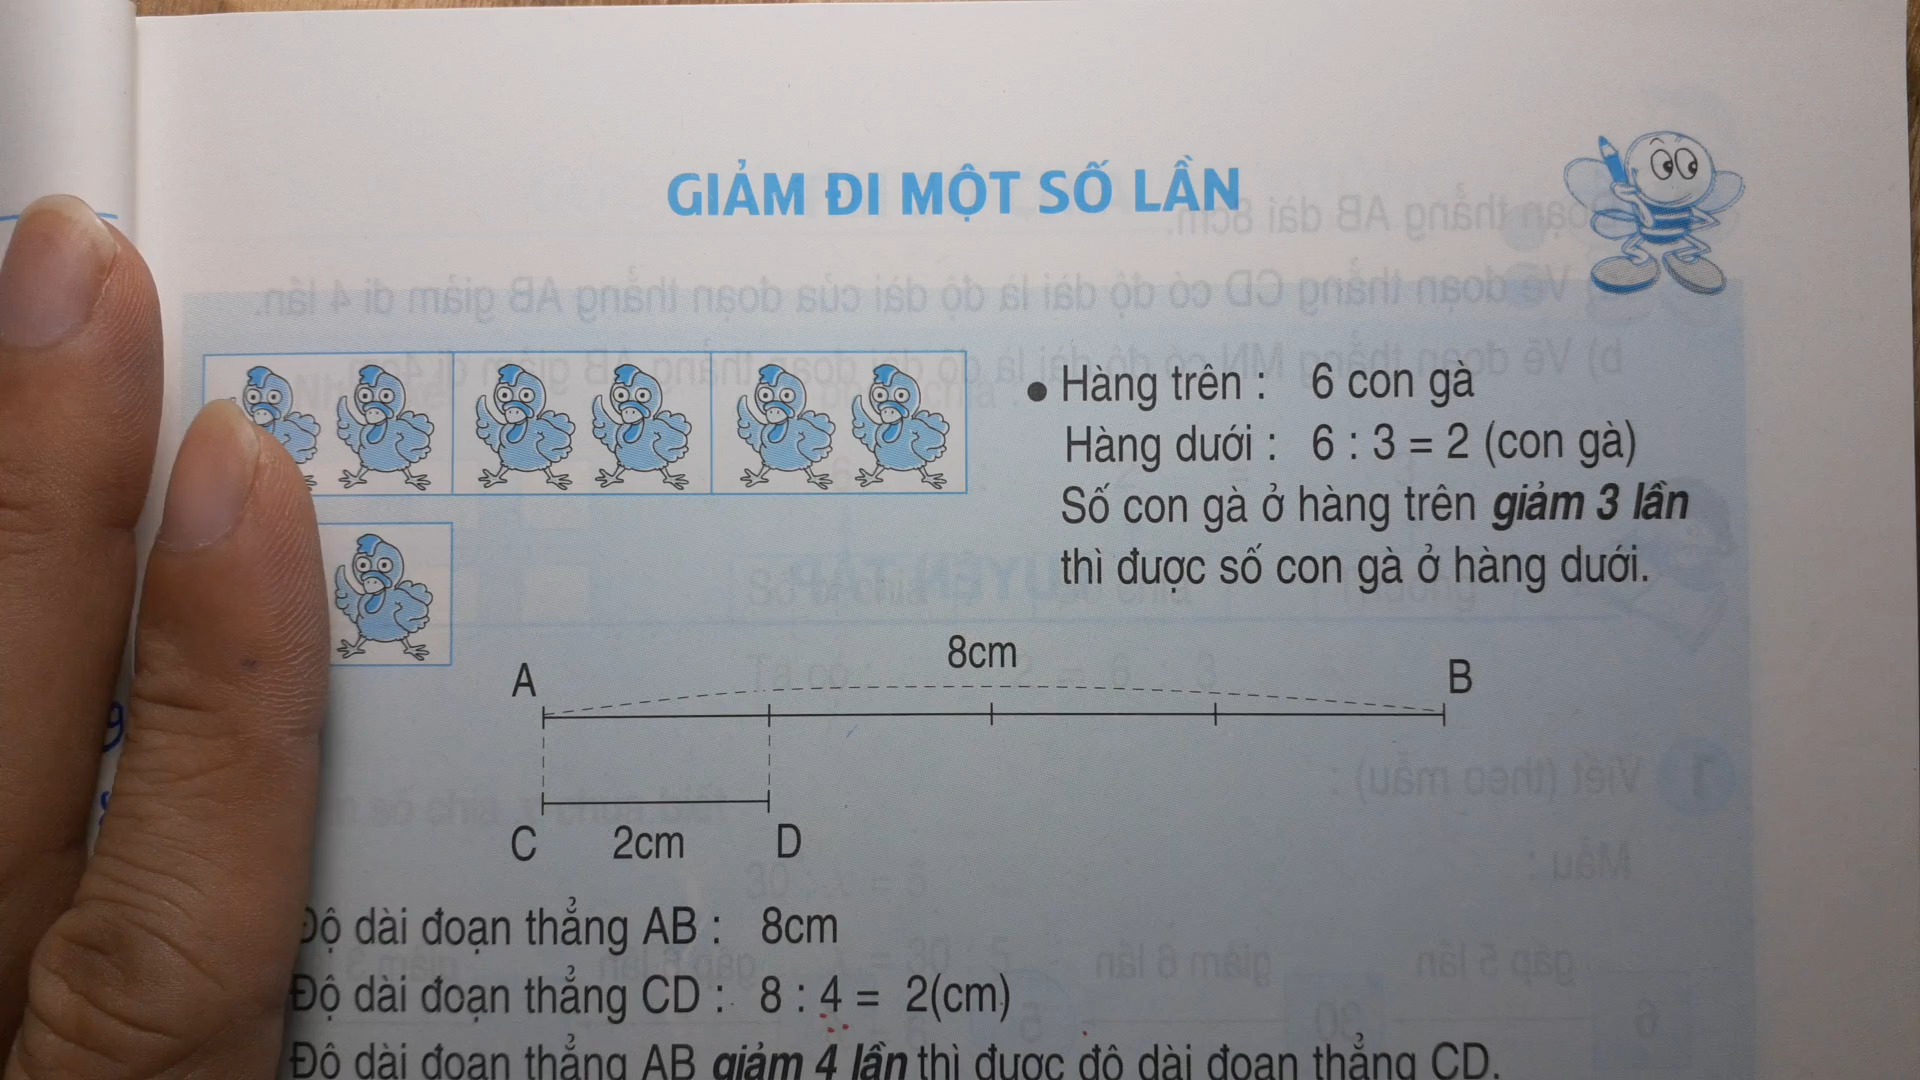 GIẢM ĐI MỘT SỐ LẦN
Hàng trên : 6 con gà
Hàng dưới : 6 : 3 = 2 (con gà)
Số con gà ở hàng trên giảm 3 lần
thì được số con gà ở hàng dưới.
8cm
A B
C 2cm D
Độ dài đoạn thẳng AB : 8cm
Độ dài đoạn thẳng CD : 8 : 4 = 2(cm)
Độ dài đoạn thẳng AB giảm 4 lần thì được độ dài đoạn thẳng CD.